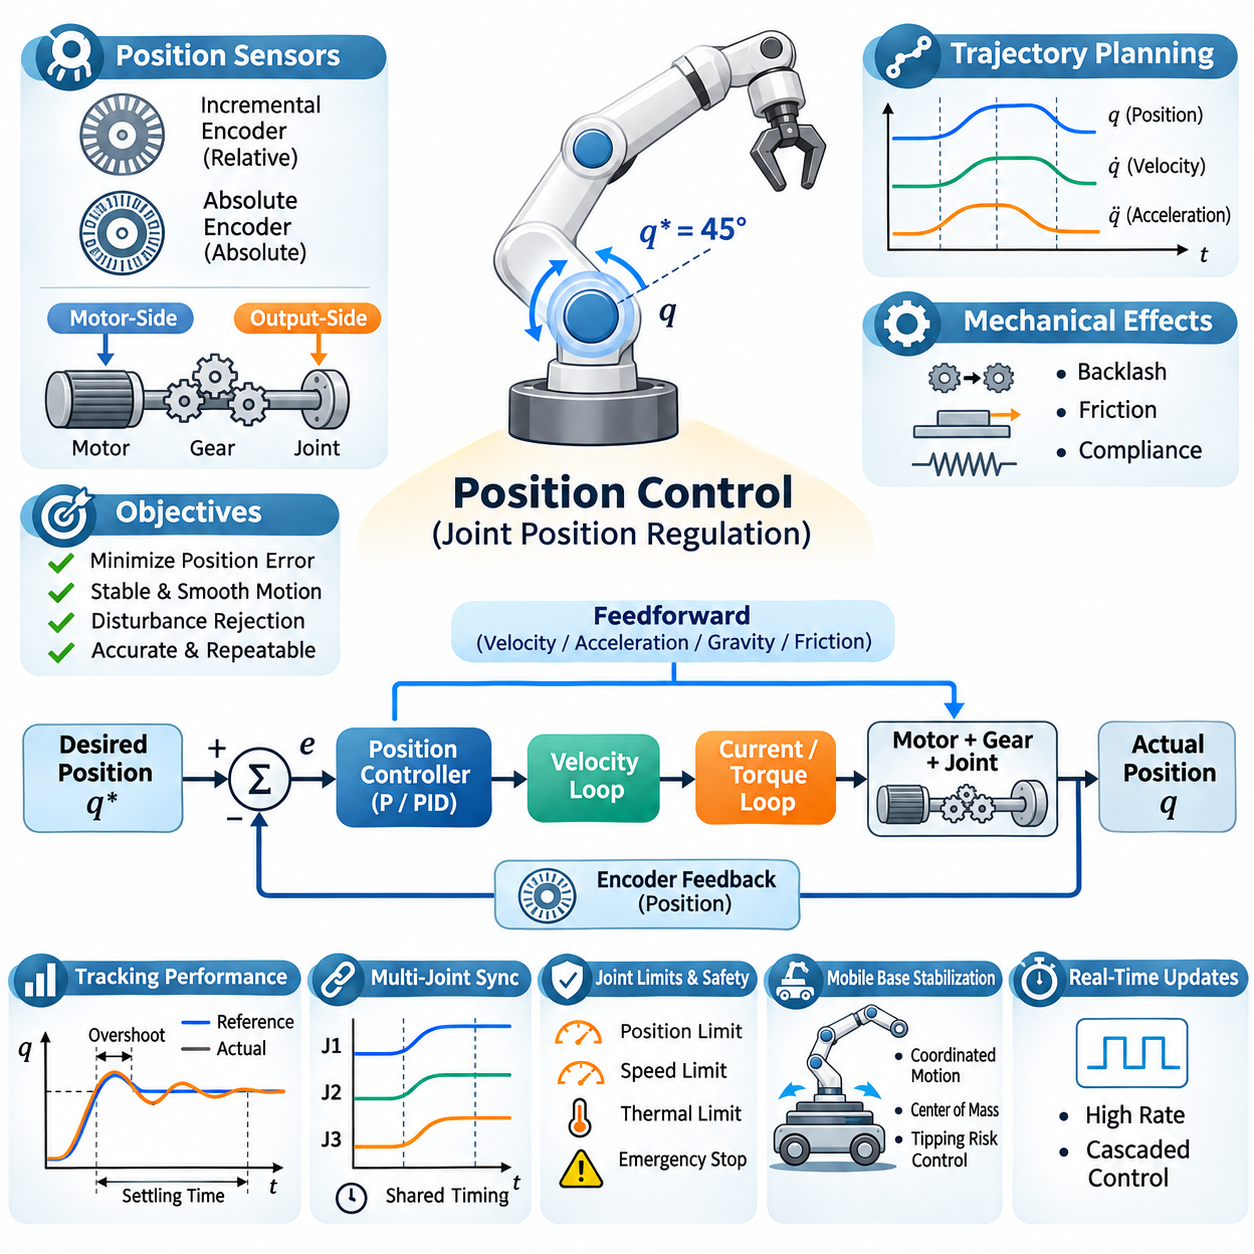 Position Sensors
Incremental
Encoder
(Relative)
Absolute
Encoder
(Absolute)
Motor-Side
Output-Side
Motor
Gear
Joint
Objectives
Minimize Position Error
Stable & Smooth Motion
Disturbance Rejection
Accurate & Repeatable
q* = 45°
q
Position Control
(Joint Position Regulation)
Trajectory Planning
q (Position)
q̇ (Velocity)
q̈ (Acceleration)
t
Mechanical Effects
• Backlash
• Friction
• Compliance
Feedforward
(Velocity / Acceleration / Gravity / Friction)
Desired
Position
q*
+
−
Σ
e
Position
Controller
(P / PID)
Velocity
Loop
Current /
Torque
Loop
Motor + Gear
+ Joint
Actual
Position
q
Encoder Feedback
(Position)
Tracking Performance
q
Overshoot
Reference
Actual
Settling Time
t
Multi-Joint Sync
J1
J2
J3
t
Shared Timing
Joint Limits & Safety
Position Limit
Speed Limit
Thermal Limit
Emergency Stop
Mobile Base Stabilization
• Coordinated
Motion
• Center of Mass
• Tipping Risk
Control
Real-Time Updates
• High Rate
• Cascaded
Control